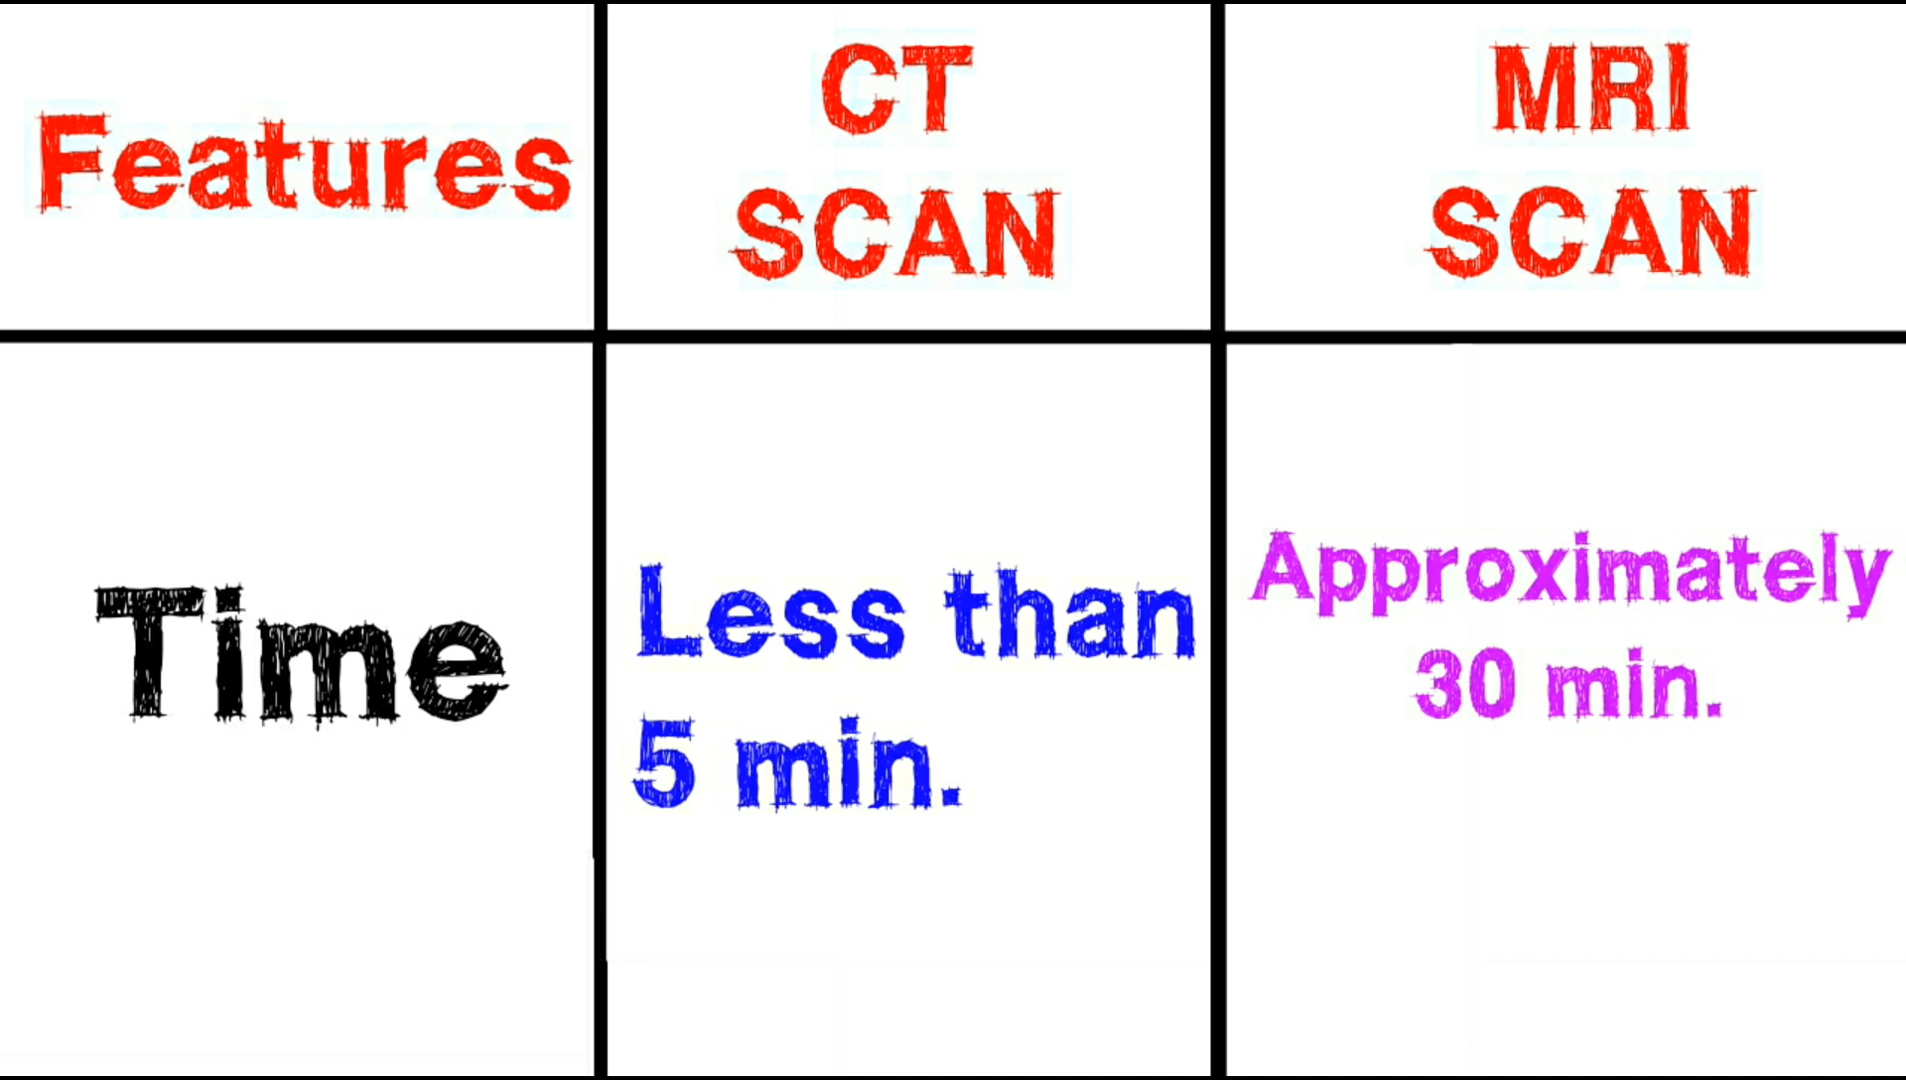 Features
CT
SCAN
MRI
SCAN
Time
Less than
5 min.
Approximately
30 min.